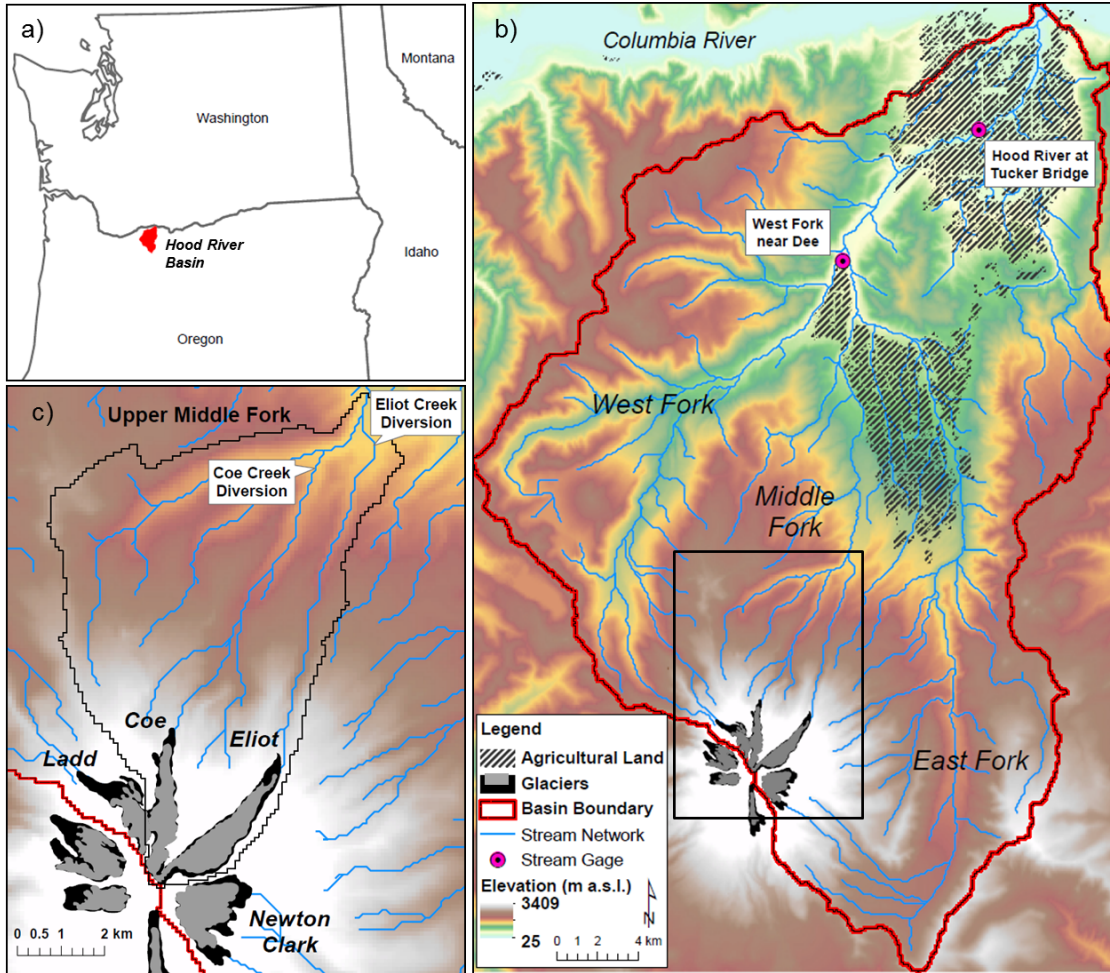 a)
Montana
Washington
Hood River
Basin
Idaho
Oregon
b)
Columbia River
Hood River at
Tucker Bridge
West Fork
near Dee
West Fork
Middle
Fork
East Fork
Legend
Agricultural Land
Glaciers
Basin Boundary
Stream Network
Stream Gage
Elevation (m a.s.l.)
3409
25
N
0 1 2 4 km
c)
Upper Middle Fork
Eliot Creek
Diversion
Coe Creek
Diversion
Coe
Eliot
Ladd
Newton
Clark
0 0.5 1 2 km